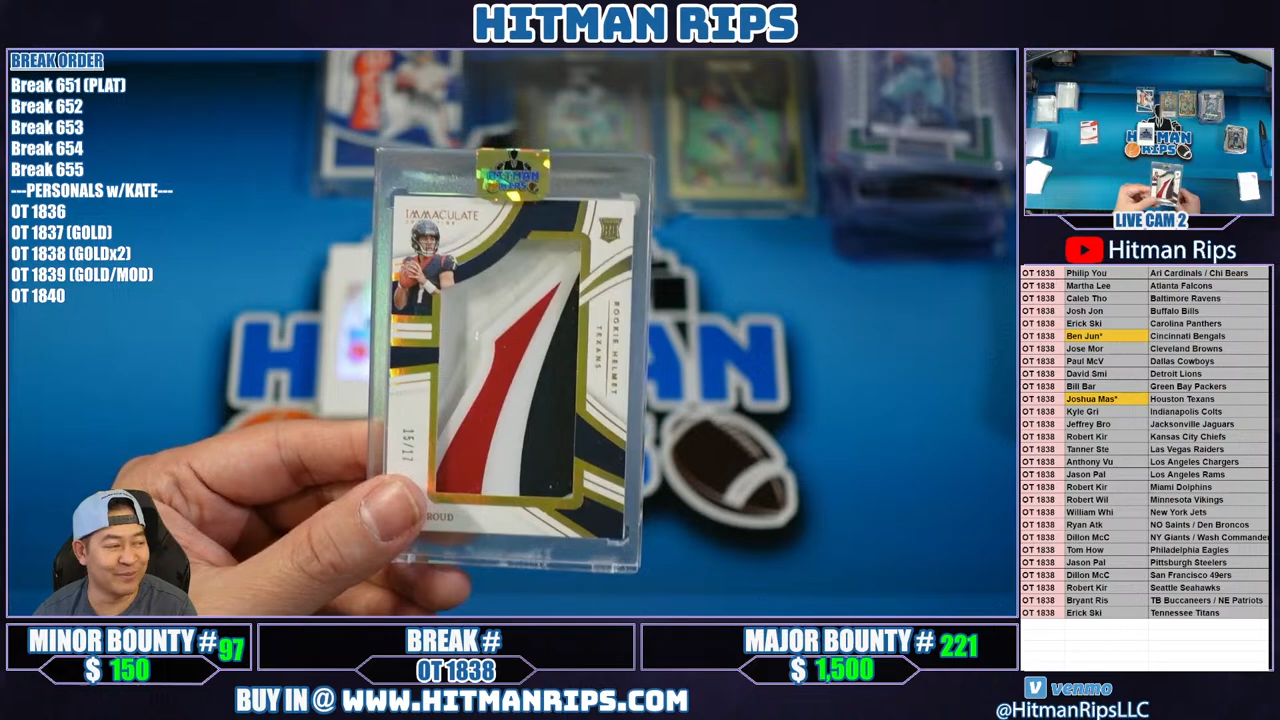 HITMAN RIPS
BREAK ORDER
Break 651 (PLAT)
Break 652
Break 653
Break 654
Break 655
---PERSONALS w/KATE---
OT 1836
OT 1837 (GOLD)
OT 1838 (GOLDx2)
OT 1839 (GOLD/MOD)
OT 1840
HITMAN RIPS
IMMACULATE
RC
ROOKIE HELMET
TEXANS
15/17
ROUD
HITMAN
HITMAN RIPS
LIVE CAM 2
Hitman Rips
OT 1838 Philip You Ari Cardinals / Chi Bears
OT 1838 Martha Lee Atlanta Falcons
OT 1838 Caleb Tho Baltimore Ravens
OT 1838 Josh Jon Buffalo Bills
OT 1838 Erick Ski Carolina Panthers
OT 1838 Ben Jun* Cincinnati Bengals
OT 1838 Jose Mor Cleveland Browns
OT 1838 Paul McV Dallas Cowboys
OT 1838 David Smi Detroit Lions
OT 1838 Bill Bar Green Bay Packers
OT 1838 Joshua Mas* Houston Texans
OT 1838 Kyle Gri Indianapolis Colts
OT 1838 Jeffrey Bro Jacksonville Jaguars
OT 1838 Robert Kir Kansas City Chiefs
OT 1838 Tanner Ste Las Vegas Raiders
OT 1838 Anthony Vu Los Angeles Chargers
OT 1838 Jason Pal Los Angeles Rams
OT 1838 Robert Kir Miami Dolphins
OT 1838 Robert Wil Minnesota Vikings
OT 1838 William Whi New York Jets
OT 1838 Ryan Atk NO Saints / Den Broncos
OT 1838 Dillon McC NY Giants / Wash Commander
OT 1838 Tom How Philadelphia Eagles
OT 1838 Jason Pal Pittsburgh Steelers
OT 1838 Dillon McC San Francisco 49ers
OT 1838 Robert Kir Seattle Seahawks
OT 1838 Bryant Ris TB Buccaneers / NE Patriots
OT 1838 Erick Ski Tennessee Titans
MINOR BOUNTY # 97
$ 150
BREAK #
OT 1838
MAJOR BOUNTY # 221
$ 1,500
BUY IN @ WWW.HITMANRIPS.COM
venmo
@HitmanRipsLLC